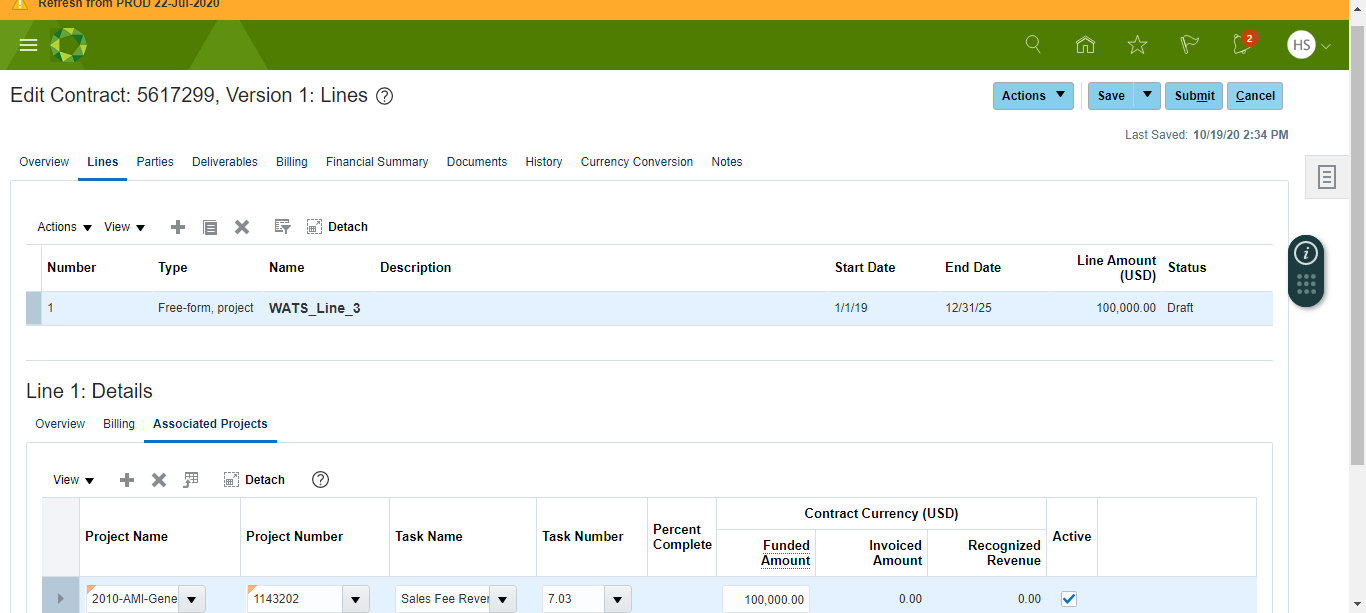 Refresh from PROD 22-Jul-2020
2
HS
Edit Contract: 5617299, Version 1: Lines ?
Actions Save Submit Cancel
Last Saved: 10/19/20 2:34 PM
Overview Lines Parties Deliverables Billing Financial Summary Documents History Currency Conversion Notes
Actions View Detach
Number Type Name Description Start Date End Date Line Amount (USD) Status
1 Free-form, project WATS_Line_3 1/1/19 12/31/25 100,000.00 Draft
i
Line 1: Details
Overview Billing Associated Projects
View Detach ?
Contract Currency (USD)
Project Name Project Number Task Name Task Number Percent Complete Funded Amount Invoiced Amount Recognized Revenue Active
2010-AMI-Gene 1143202 Sales Fee Rever 7.03 100,000.00 0.00 0.00